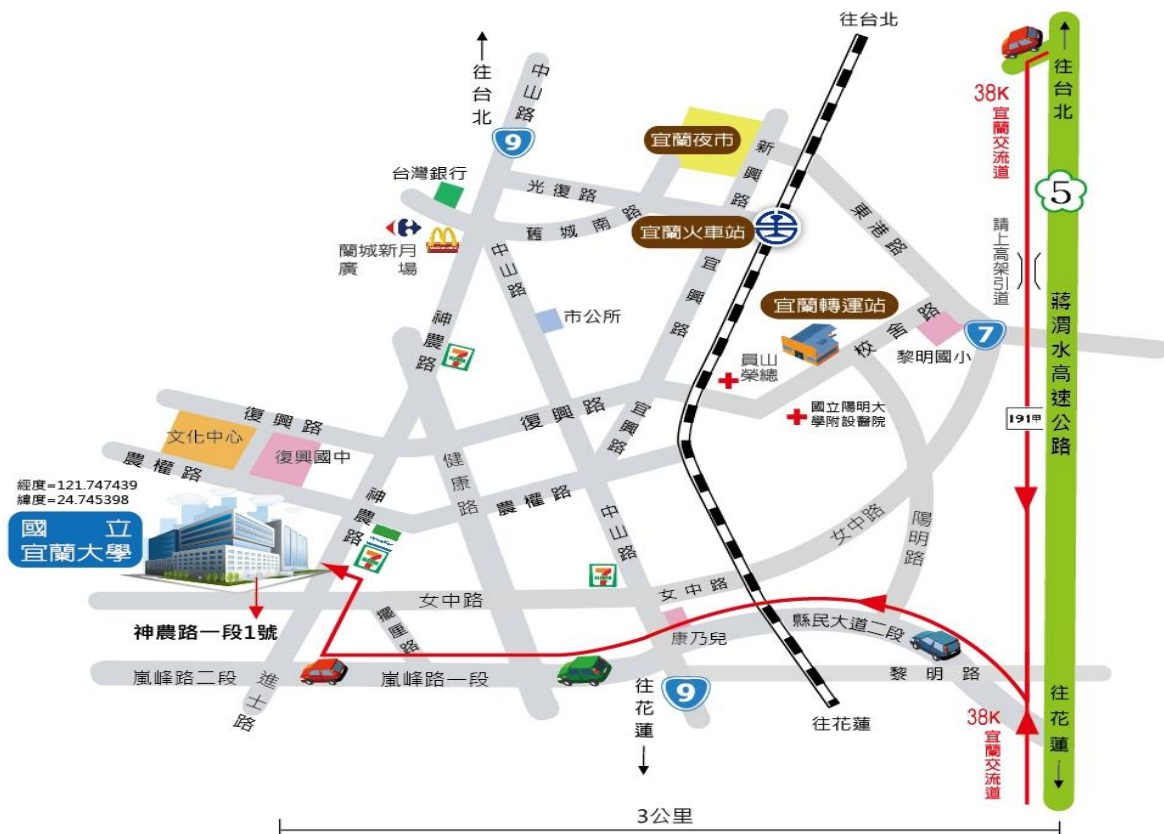 往台北
往台北
中山路
9
台灣銀行
光復路
舊城南路
宜蘭夜市
新興路
東港路
38K
宜蘭交流道
往台北
5
蘭城新月
廣場
中山路
宜蘭火車站
宜興路
請上高架引道
蔣渭水高速公路
市公所
宜蘭轉運站
校舍路
黎明國小
7
神農路
7
ELEVEN
員山
榮總
國立陽明大
學附設醫院
191甲
復興路
文化中心
復興國中
復興路
宜興路
農權路
健康路
農權路
經度=121.747439
緯度=24.745398
國立
宜蘭大學
神農路
7
ELEVEN
中山路
7
ELEVEN
女中路
陽明路
女中路
女中路
神農路一段1號
擺厘路
康乃兒
縣民大道二段
嵐峰路二段
進士路
嵐峰路一段
黎明路
往花蓮
9
往花蓮
38K
宜蘭交流道
往花蓮
3公里